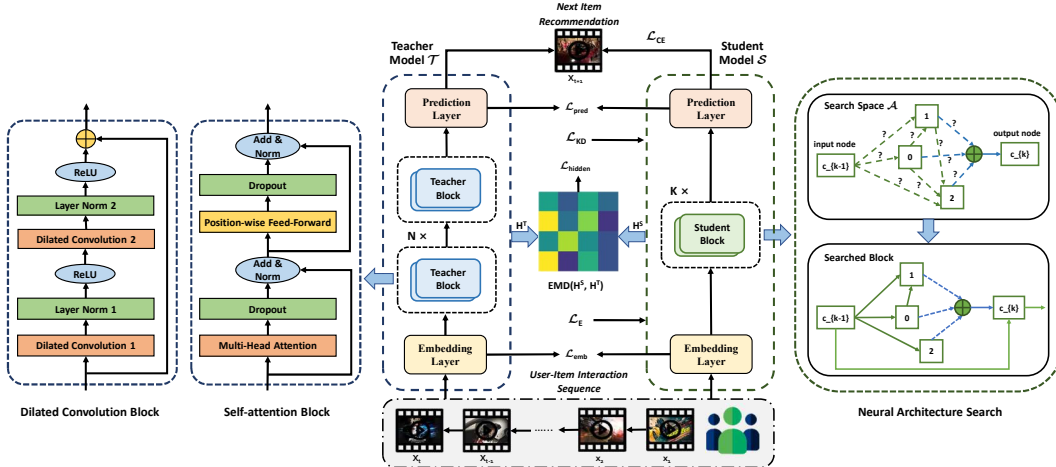 Next Item
Recommendation
X_{t+1}
Teacher
Model 𝒯
ℒ_CE
Student
Model 𝒮
Prediction
Layer
ℒ_pred
Prediction
Layer
ℒ_KD
ℒ_hidden
Teacher
Block
N ×
Teacher
Block
H^T
H^S
EMD(H^S, H^T)
K ×
Student
Block
ℒ_E
Embedding
Layer
ℒ_emb
Embedding
Layer
User-Item Interaction
Sequence
X_t
X_{t-1}
......
X_2
X_1
Add &
Norm
Dropout
Position-wise Feed-Forward
Add &
Norm
Dropout
Multi-Head Attention
Self-attention Block
ReLU
Layer Norm 2
Dilated Convolution 2
ReLU
Layer Norm 1
Dilated Convolution 1
Dilated Convolution Block
Search Space 𝒜
input node
output node
c_{k-1}
1
0
2
c_{k}
?
?
?
?
?
?
?
?
?
Searched Block
c_{k-1}
1
0
2
c_{k}
Neural Architecture Search